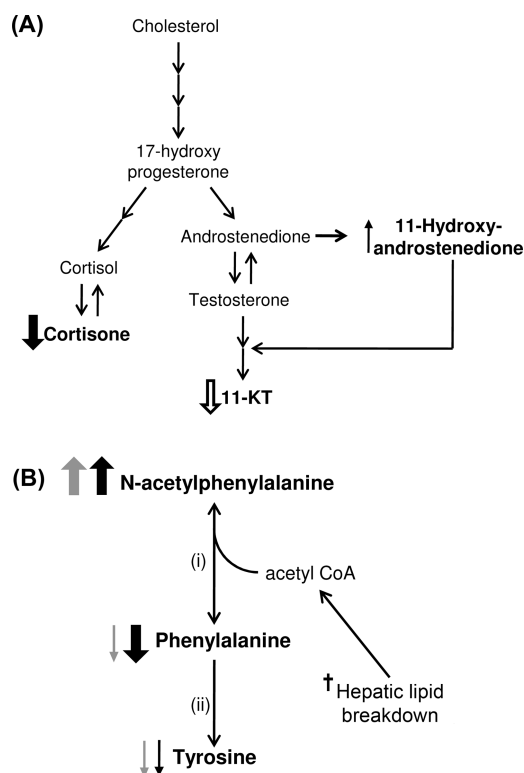 (A)
Cholesterol
17-hydroxy
progesterone
Androstenedione
11-Hydroxy-
androstenedione
Cortisol
Testosterone
Cortisone
11-KT
(B)
N-acetylphenylalanine
(i)
acetyl CoA
Phenylalanine
†Hepatic lipid
breakdown
(ii)
Tyrosine